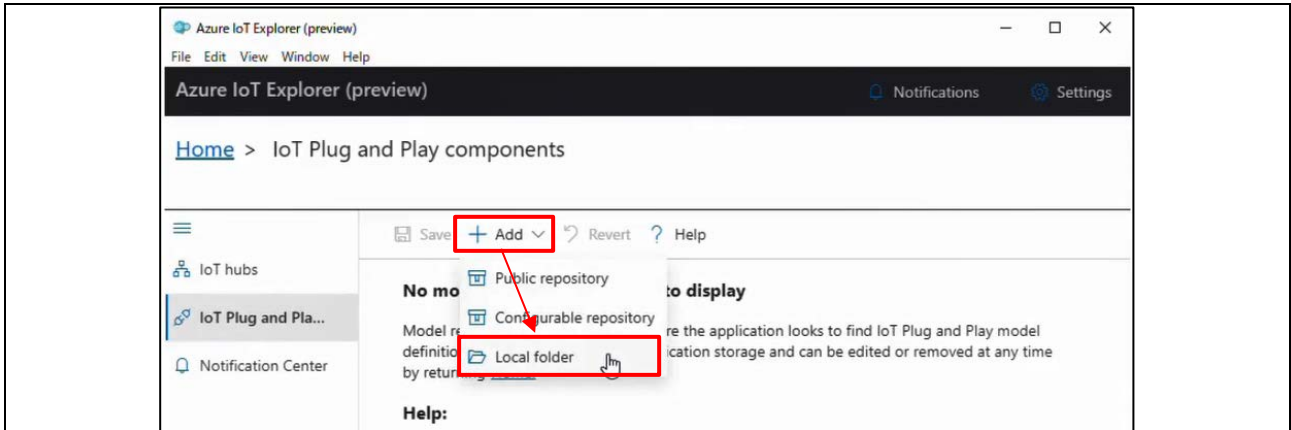 Azure IoT Explorer (preview)
File Edit View Window Help
Azure IoT Explorer (preview)
Notifications
Settings
Home > IoT Plug and Play components
Save
Add
Revert
? Help
IoT hubs
IoT Plug and Pla...
Notification Center
Public repository
Configurable repository
Local folder
No mo to display
Model re re the application looks to find IoT Plug and Play model
definitio cation storage and can be edited or removed at any time
by retur
Help: